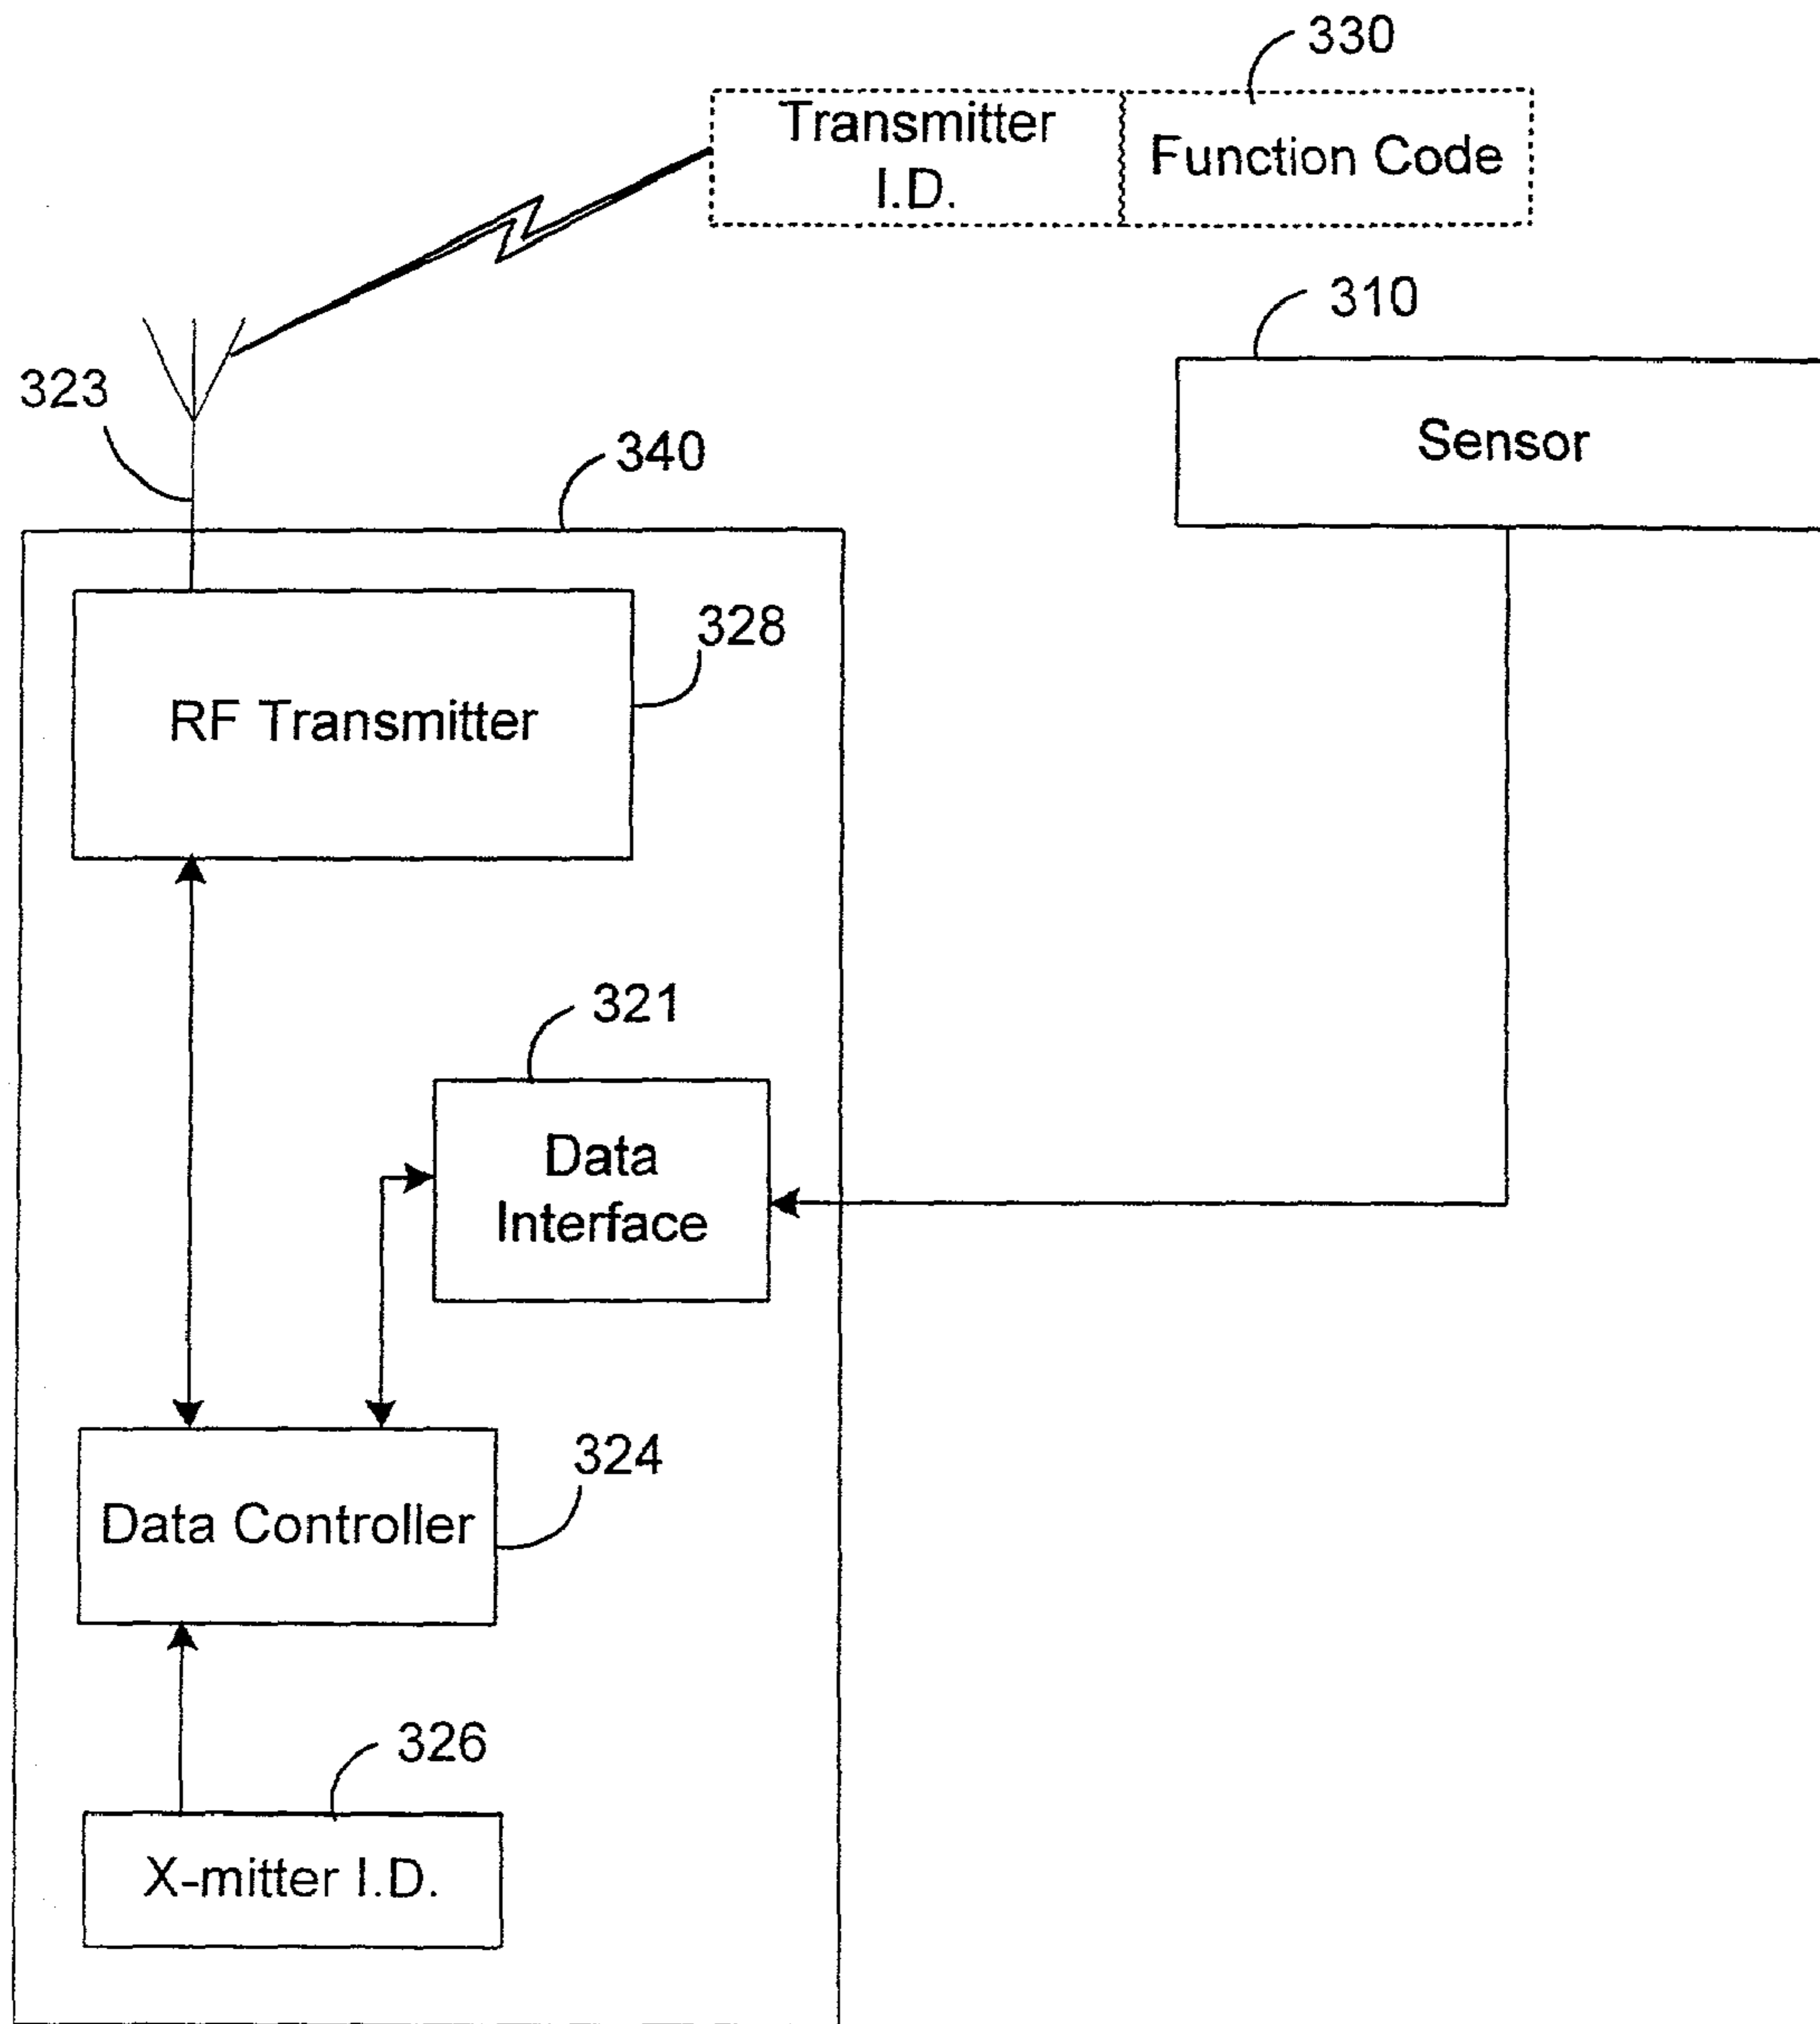 330
Transmitter
I.D.
Function Code
310
Sensor
323
340
RF Transmitter
328
321
Data
Interface
324
Data Controller
326
X-mitter I.D.